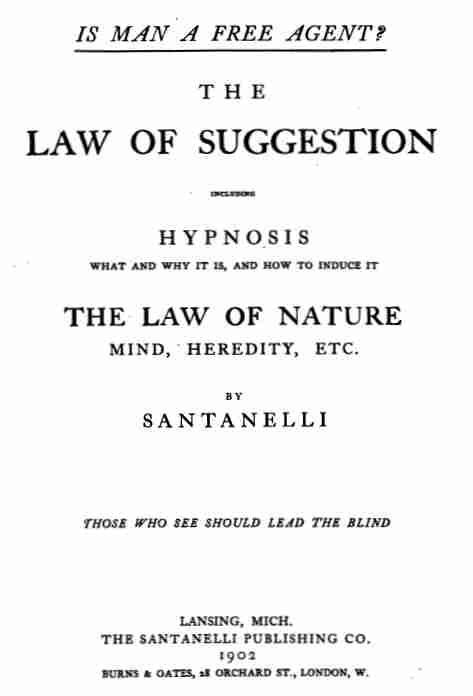 IS MAN A FREE AGENT?
THE
LAW OF SUGGESTION
INCLUDING
HYPNOSIS
WHAT AND WHY IT IS, AND HOW TO INDUCE IT
THE LAW OF NATURE
MIND, HEREDITY, ETC.
BY
SANTANELLI
THOSE WHO SEE SHOULD LEAD THE BLIND
LANSING, MICH.
THE SANTANELLI PUBLISHING CO.
1902
BURNS & OATES, 28 ORCHARD ST., LONDON, W.